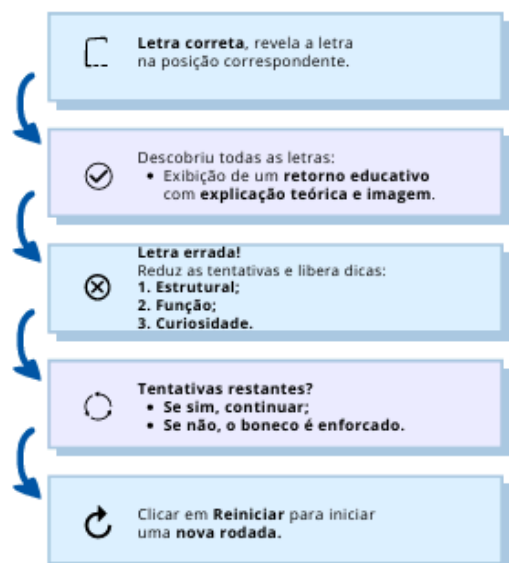 Letra correta, revela a letra
na posição correspondente.
Descobriu todas as letras:
• Exibição de um retorno educativo
com explicação teórica e imagem.
Letra errada!
Reduz as tentativas e libera dicas:
1. Estrutural;
2. Função;
3. Curiosidade.
Tentativas restantes?
• Se sim, continuar;
• Se não, o boneco é enforcado.
Clicar em Reiniciar para iniciar
uma nova rodada.